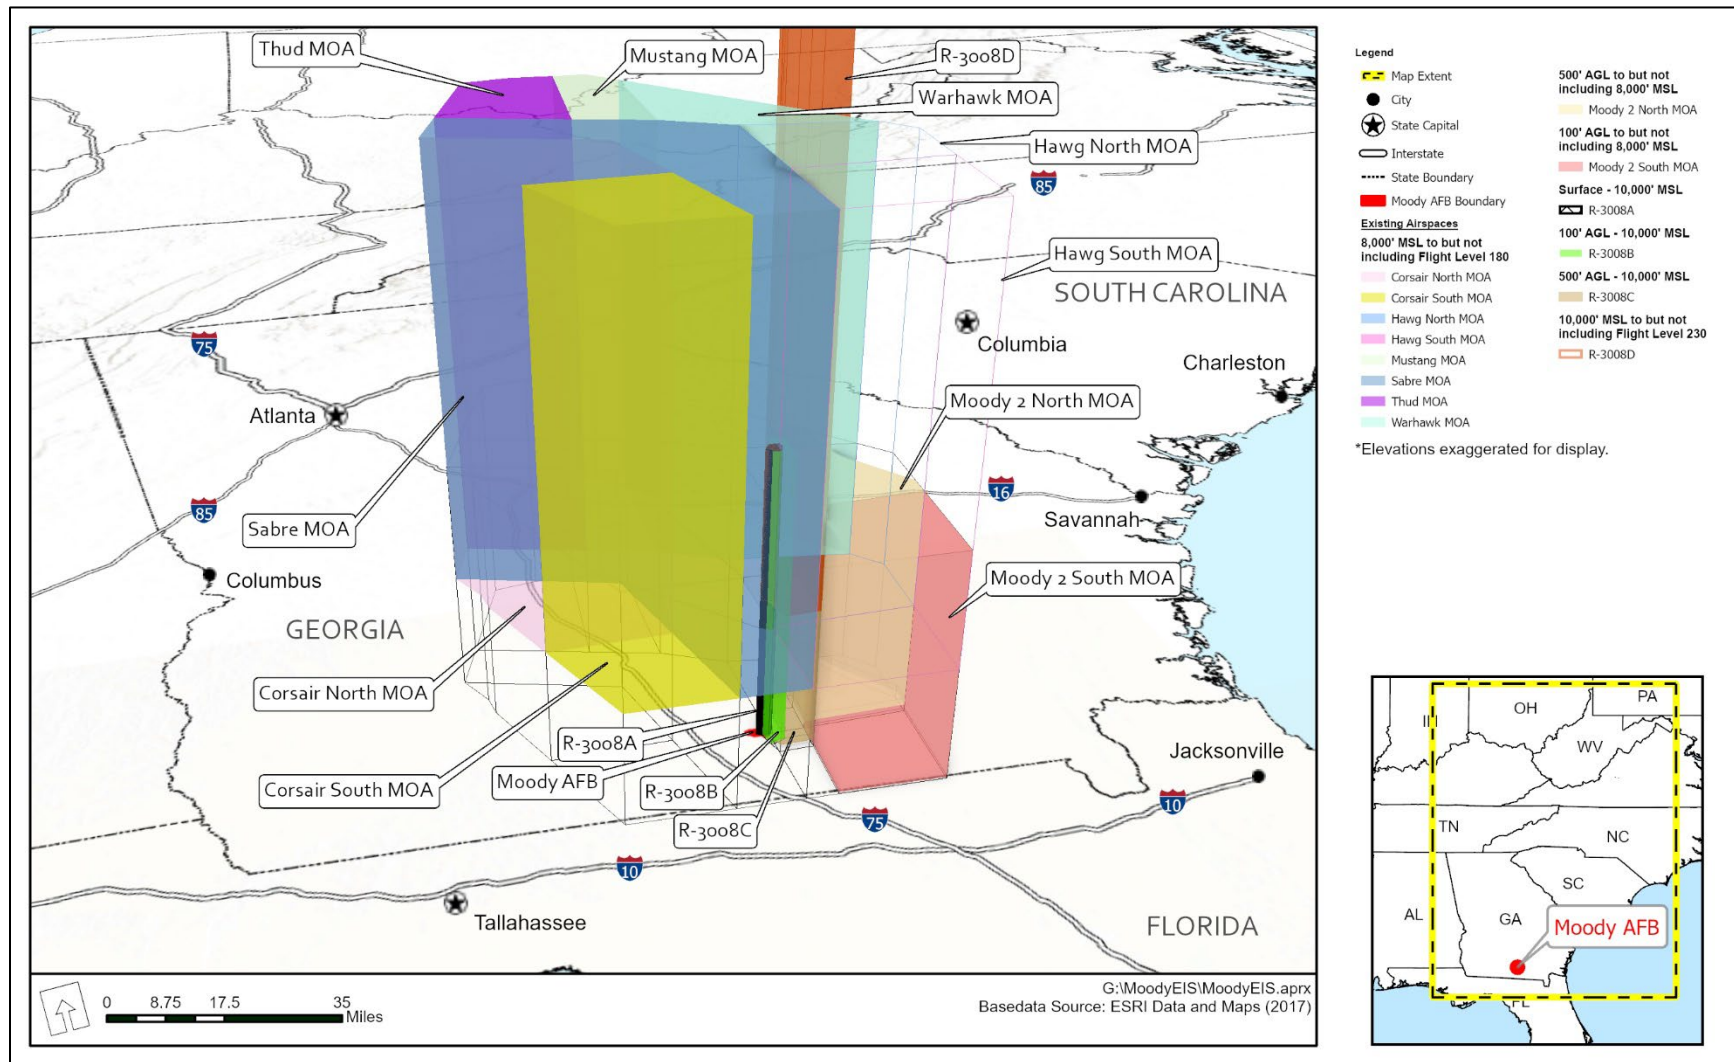 Thud MOA
Mustang MOA
R-3008D
Warhawk MOA
Hawg North MOA
85
Hawg South MOA
SOUTH CAROLINA
Columbia
Charleston
75
Atlanta
Moody 2 North MOA
85
16
Savannah
Sabre MOA
Columbus
Moody 2 South MOA
GEORGIA
Corsair North MOA
R-3008A
Jacksonville
Moody AFB
Corsair South MOA
R-3008B
10
R-3008C
75
10
Tallahassee
FLORIDA
0 8.75 17.5 35
Miles
G:\MoodyEIS\MoodyEIS.aprx
Basedata Source: ESRI Data and Maps (2017)
Legend
Map Extent
City
State Capital
Interstate
State Boundary
Moody AFB Boundary
Existing Airspaces
8,000' MSL to but not
including Flight Level 180
Corsair North MOA
Corsair South MOA
Hawg North MOA
Hawg South MOA
Mustang MOA
Sabre MOA
Thud MOA
Warhawk MOA
500' AGL to but not
including 8,000' MSL
Moody 2 North MOA
100' AGL to but not
including 8,000' MSL
Moody 2 South MOA
Surface - 10,000' MSL
R-3008A
100' AGL - 10,000' MSL
R-3008B
500' AGL - 10,000' MSL
R-3008C
10,000' MSL to but not
including Flight Level 230
R-3008D
*Elevations exaggerated for display.
PA
OH
WV
TN
NC
SC
AL
GA
Moody AFB
FL